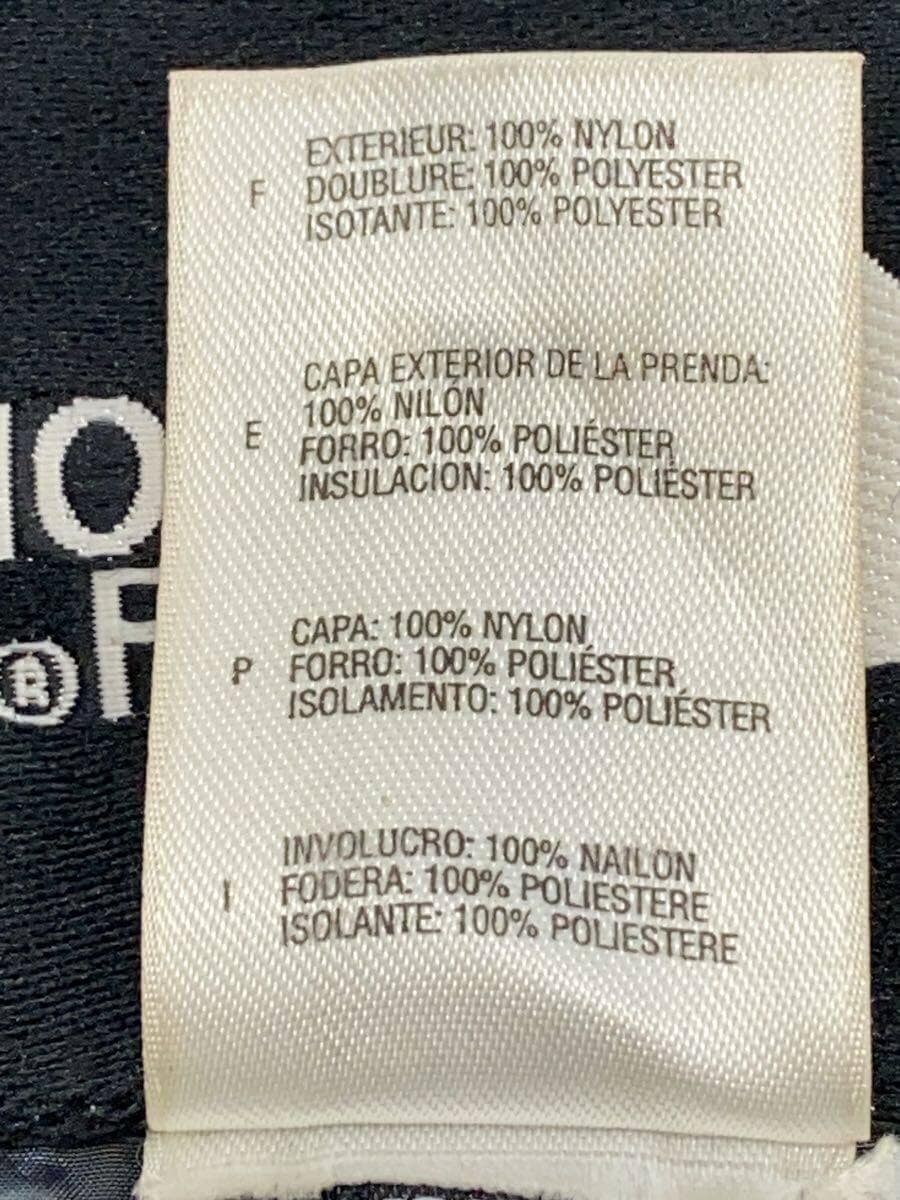 F
EXTERIEUR: 100% NYLON
DOUBLURE: 100% POLYESTER
ISOTANTE: 100% POLYESTER
E
CAPA EXTERIOR DE LA PRENDA:
100% NILÓN
FORRO: 100% POLIÉSTER
INSULACION: 100% POLIÉSTER
P
CAPA: 100% NYLON
FORRO: 100% POLIÉSTER
ISOLAMENTO: 100% POLIÉSTER
I
INVOLUCRO: 100% NAILON
FODERA: 100% POLIESTERE
ISOLANTE: 100% POLIESTERE